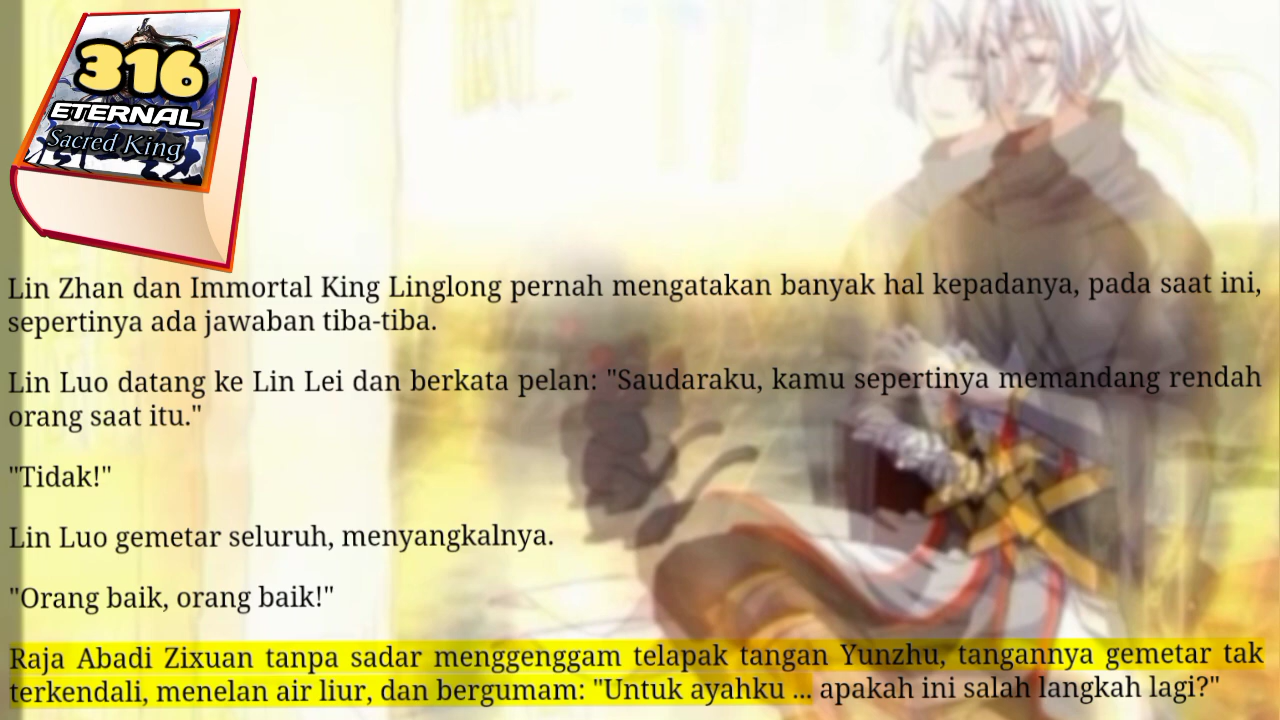 316
ETERNAL
Sacred King
Lin Zhan dan Immortal King Linglong pernah mengatakan banyak hal kepadanya, pada saat ini,
sepertinya ada jawaban tiba-tiba.
Lin Luo datang ke Lin Lei dan berkata pelan: "Saudaraku, kamu sepertinya memandang rendah
orang saat itu."
"Tidak!"
Lin Luo gemetar seluruh, menyangkalnya.
"Orang baik, orang baik!"
Raja Abadi Zixuan tanpa sadar menggenggam telapak tangan Yunzhu, tangannya gemetar tak
terkendali, menelan air liur, dan bergumam: "Untuk ayahku ... apakah ini salah langkah lagi?"